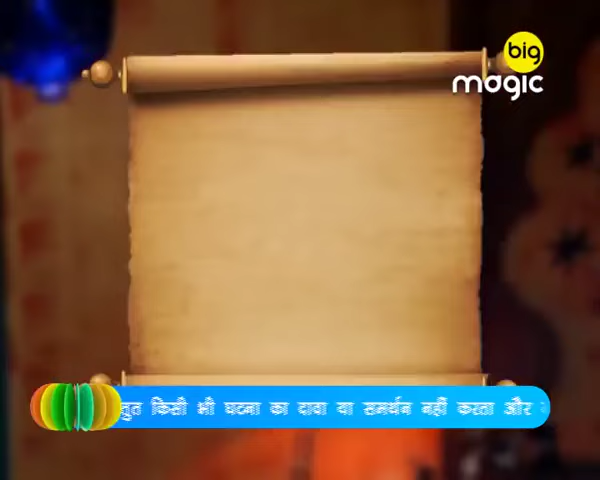 big
magic
किसी भी घटना का दावा या समर्थन नहीं करता और